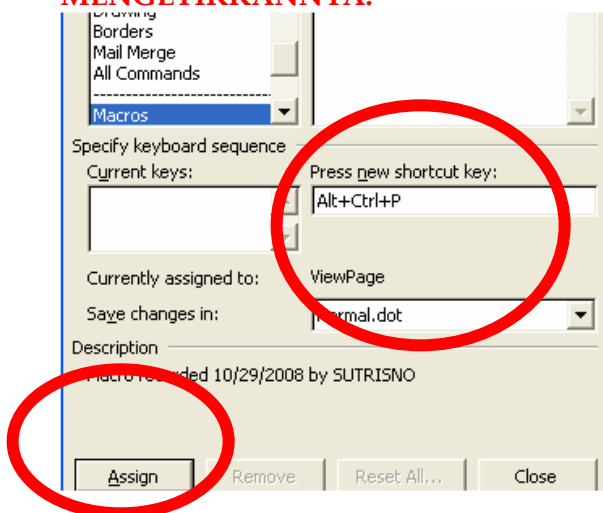 MENGETIKKANNYA.
Drawing
Borders
Mail Merge
All Commands
Macros
Specify keyboard sequence
Current keys:
Press new shortcut key:
Alt+Ctrl+P
Currently assigned to: ViewPage
Save changes in: Normal.dot
Description
Macro recorded 10/29/2008 by SUTRISNO
Assign Remove Reset All... Close